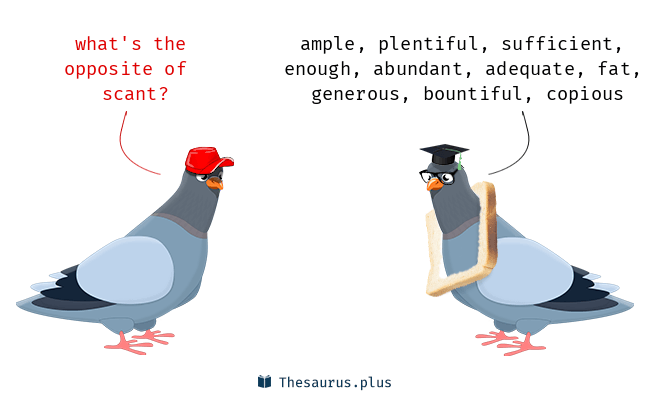 what's the
opposite of
scant?
ample, plentiful, sufficient,
enough, abundant, adequate, fat,
generous, bountiful, copious
Thesaurus.plus